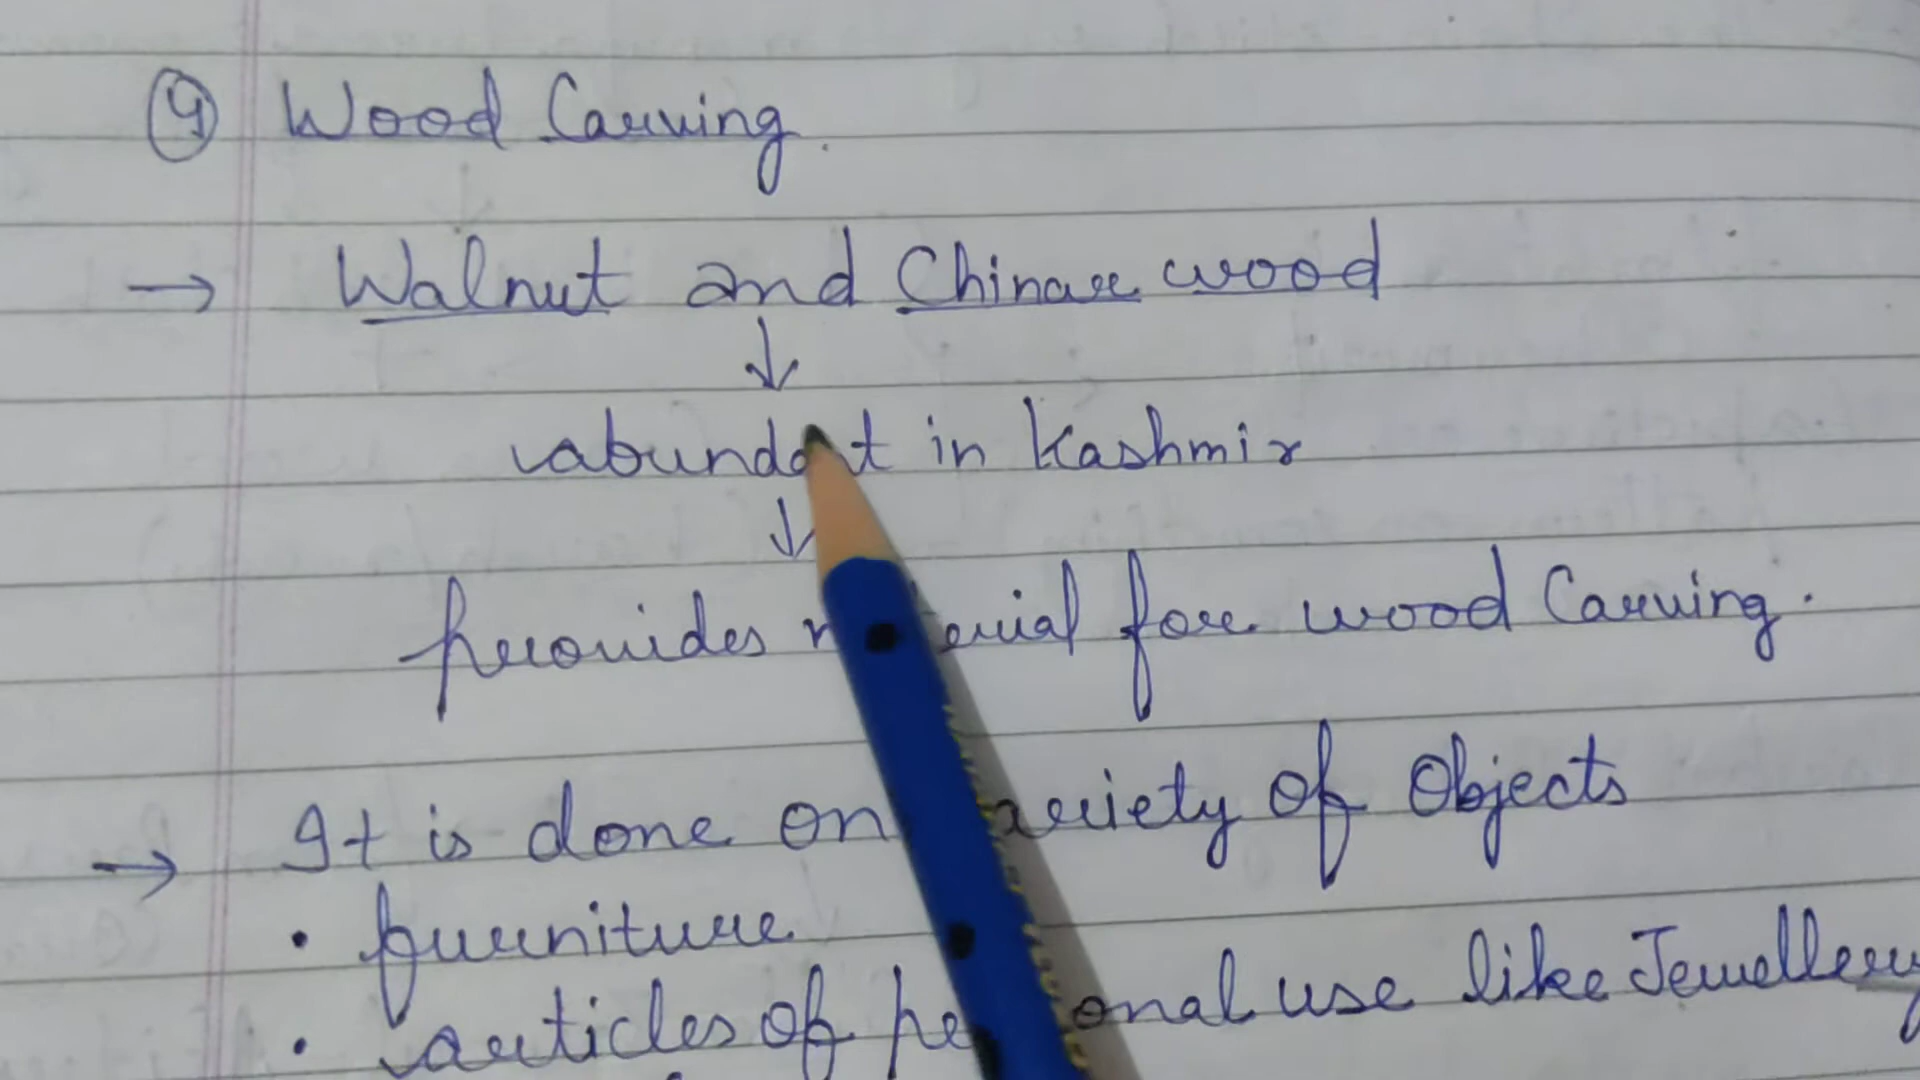 9 Wood Carving.
→ Walnut and Chinar wood
↓
abundant in Kashmir
↓
provides material for wood Carving.
→ It is done on variety of Objects
• furniture
• articles of personal use like Jewellery